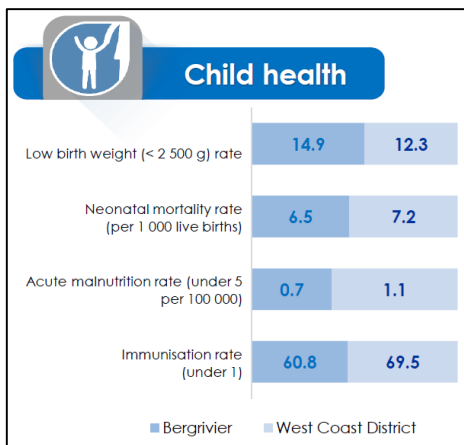 Child health
Low birth weight (< 2 500 g) rate
14.9 12.3
Neonatal mortality rate
(per 1 000 live births)
6.5 7.2
Acute malnutrition rate (under 5
per 100 000)
0.7 1.1
Immunisation rate
(under 1)
60.8 69.5
Bergrivier West Coast District